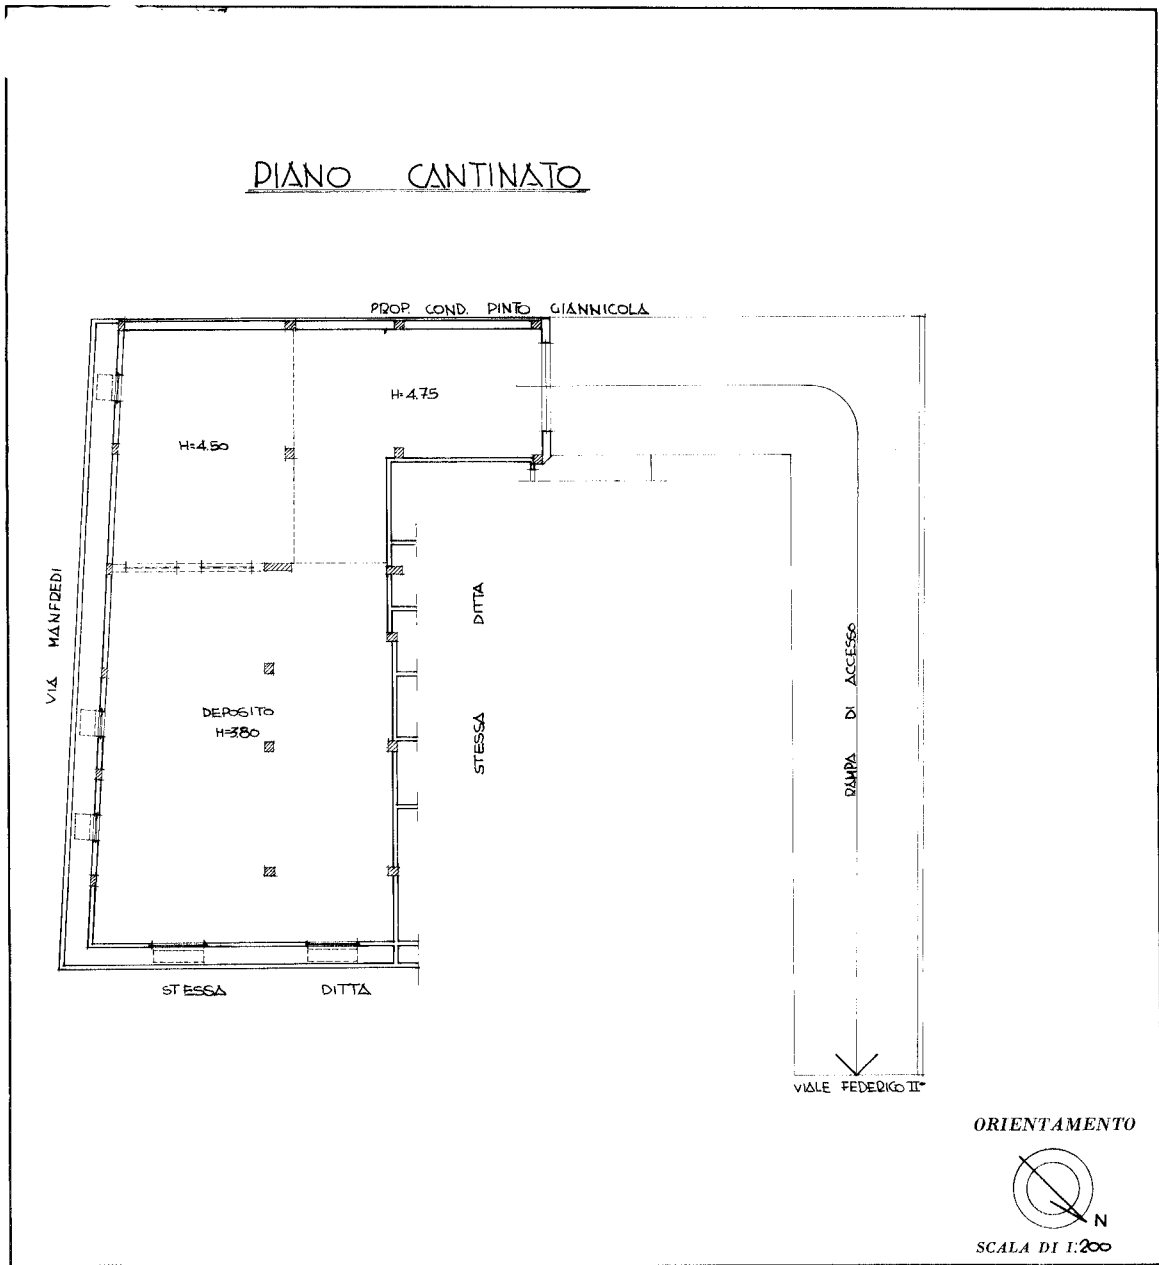 PIANO CANTINATO
PROP. COND. PINTO GIANNICOLA
H=4.75
H=4.50
VIA MANFREDI
DITTA
STESSA
DEPOSITO
H=3.80
RAMPA DI ACCESSO
STESSA DITTA
VIALE FEDERICO II°
ORIENTAMENTO
N
SCALA DI 1:200